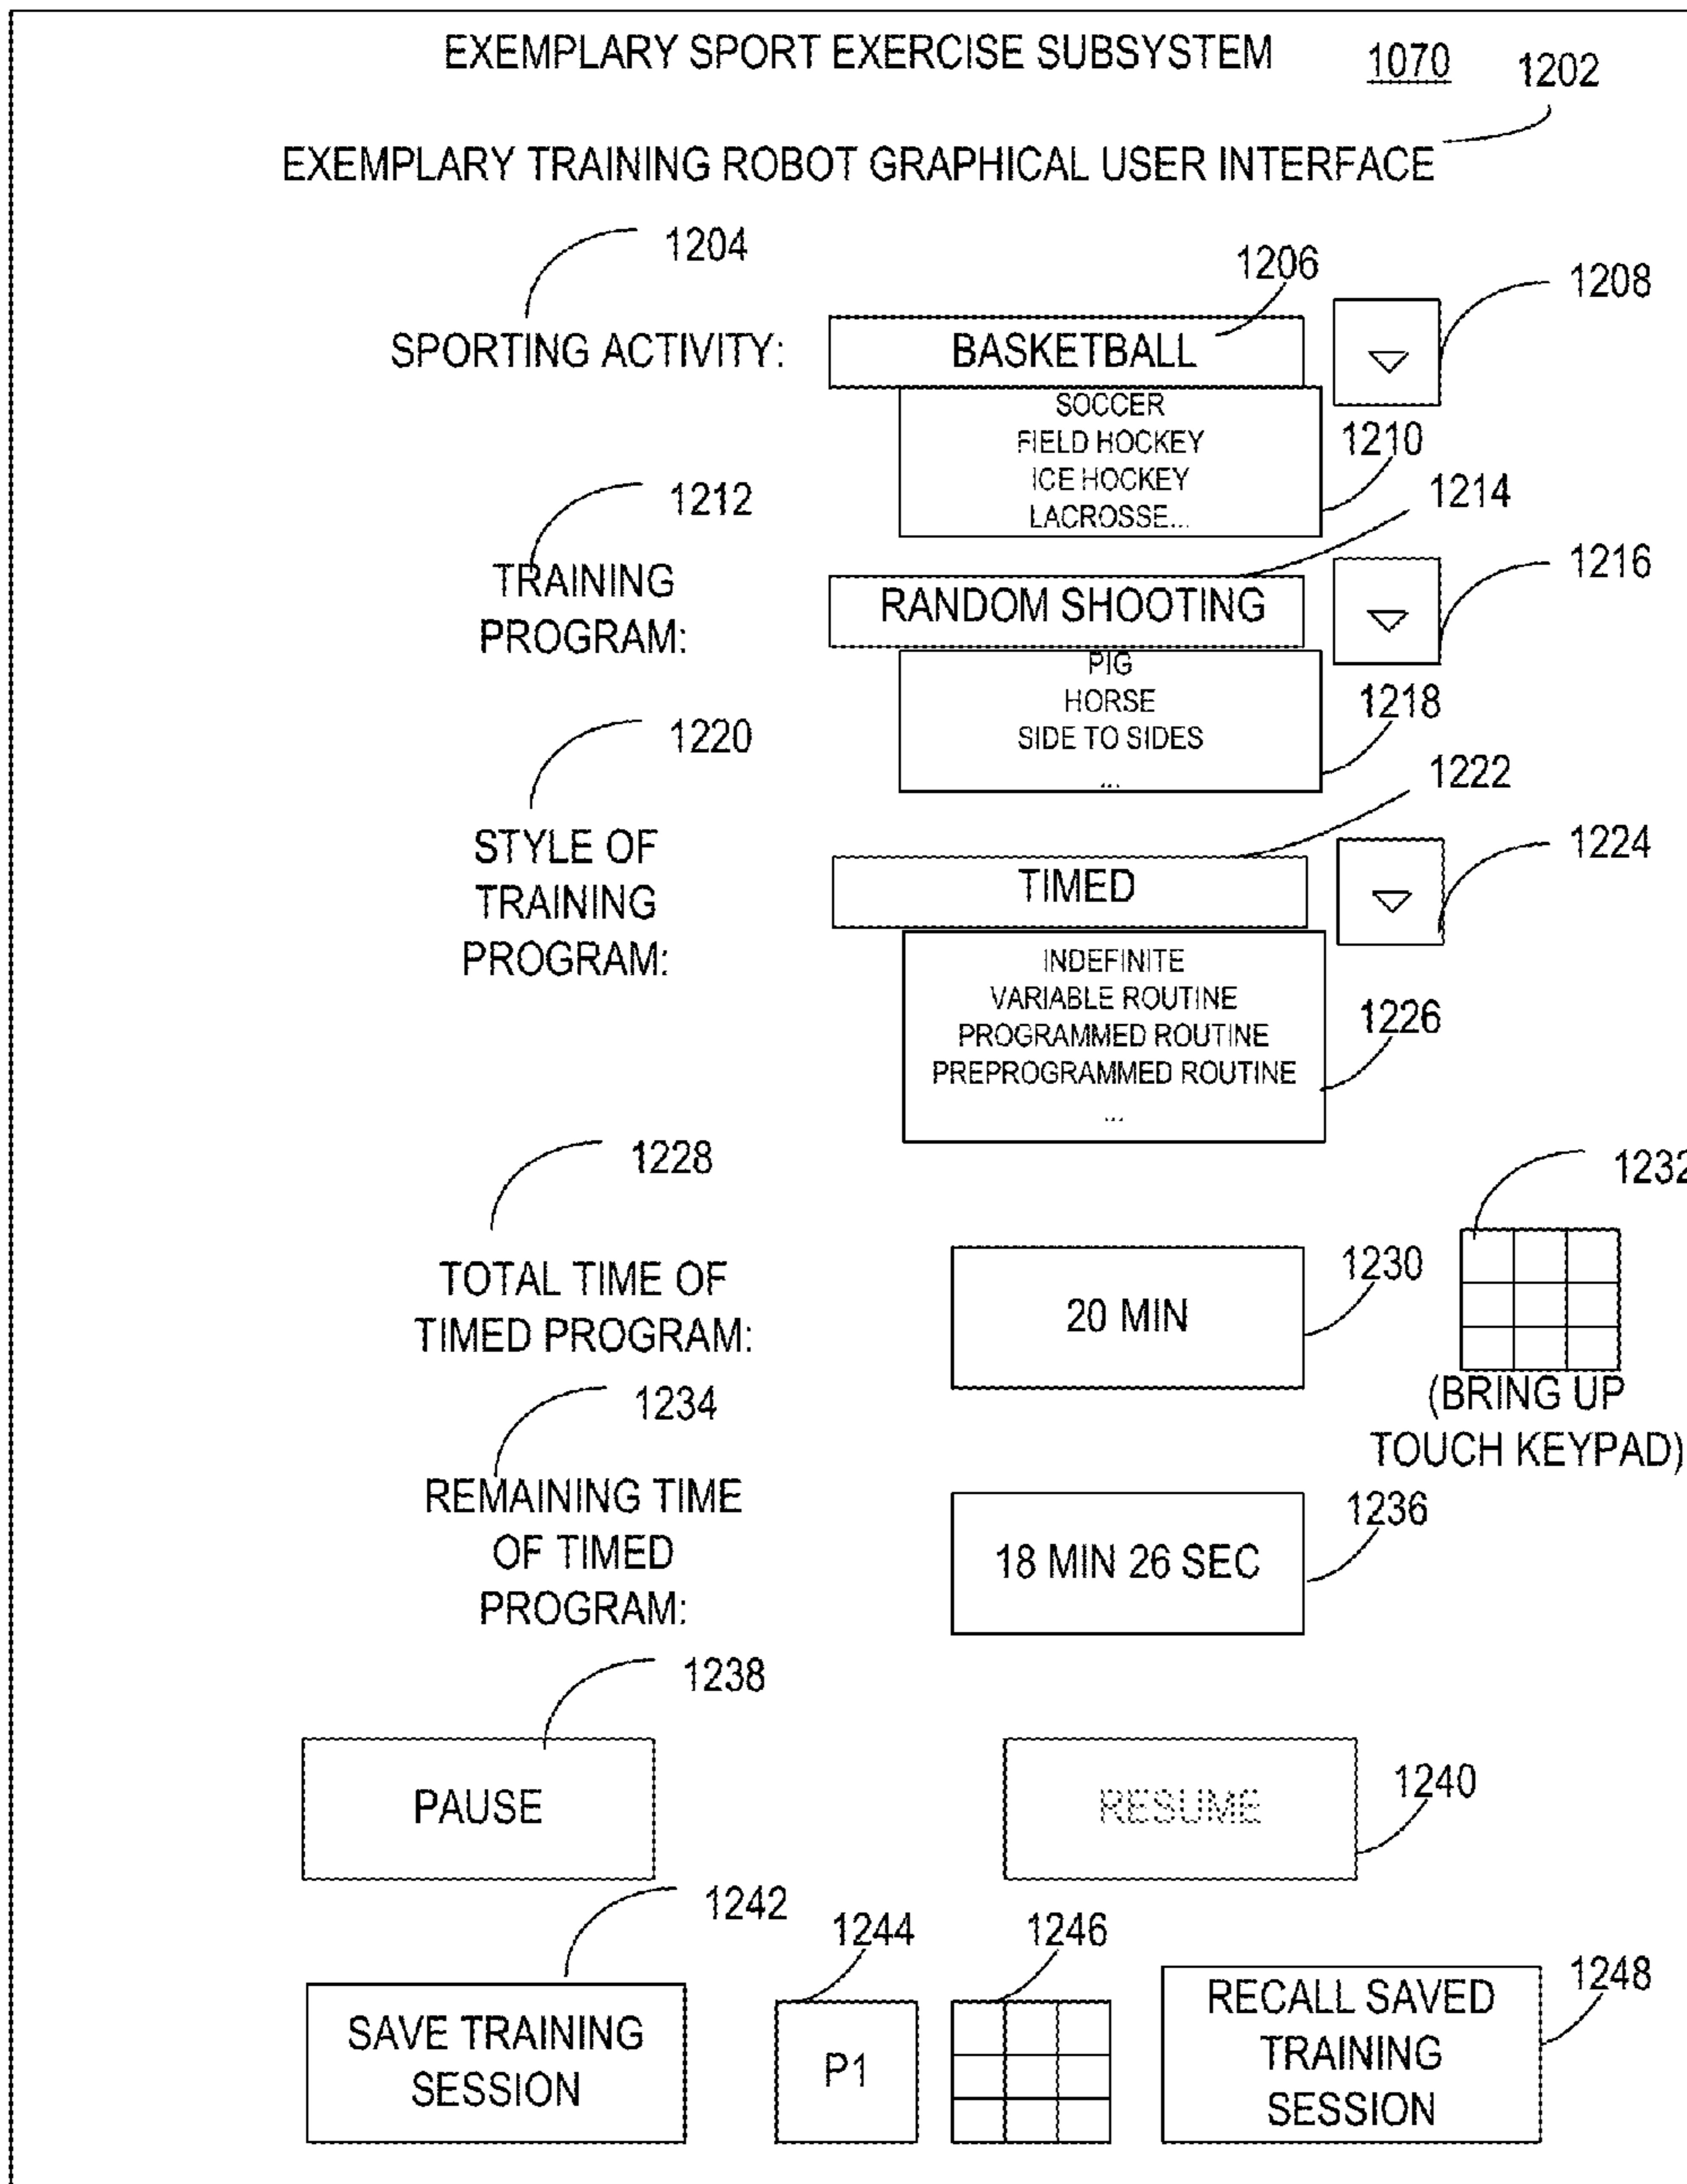 EXEMPLARY SPORT EXERCISE SUBSYSTEM 1070
1202
EXEMPLARY TRAINING ROBOT GRAPHICAL USER INTERFACE
1204
1206
1208
SPORTING ACTIVITY: BASKETBALL
SOCCER
FIELD HOCKEY
ICE HOCKEY
LACROSSE...
1210
1212
1214
1216
TRAINING
PROGRAM:
RANDOM SHOOTING
PIG
HORSE
SIDE TO SIDES
...
1218
1220
1222
1224
STYLE OF
TRAINING
PROGRAM:
TIMED
INDEFINITE
VARIABLE ROUTINE
PROGRAMMED ROUTINE
PREPROGRAMMED ROUTINE
...
1226
1228
1232
TOTAL TIME OF
TIMED PROGRAM:
20 MIN
1230
(BRING UP
TOUCH KEYPAD)
1234
REMAINING TIME
OF TIMED
PROGRAM:
18 MIN 26 SEC
1236
1238
PAUSE
RESUME
1240
1242
1244
1246
1248
SAVE TRAINING
SESSION
P1
RECALL SAVED
TRAINING
SESSION